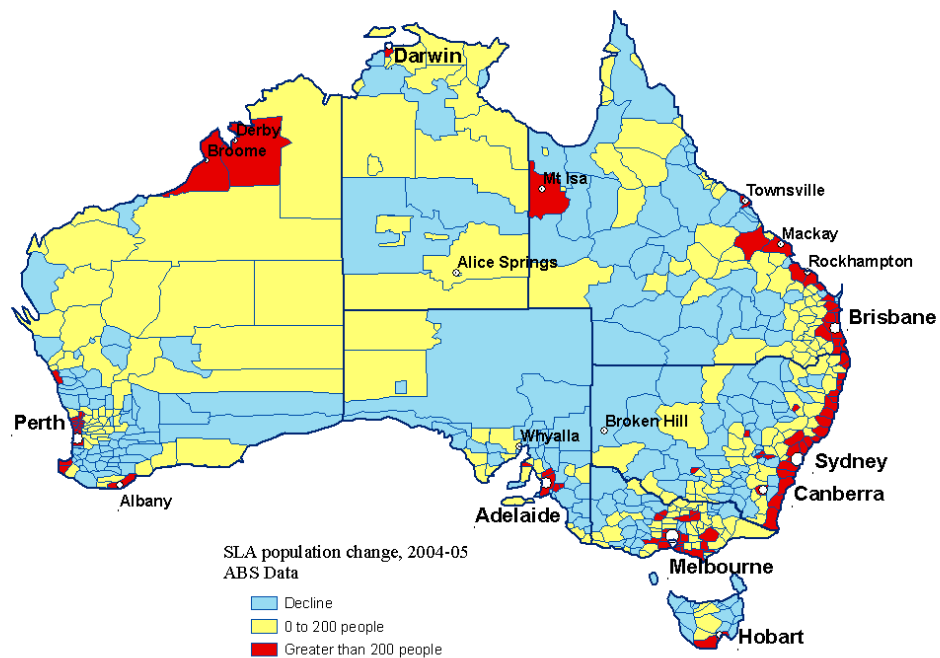 Darwin
Derby
Broome
Mt Isa
Townsville
Mackay
Alice Springs
Rockhampton
Brisbane
Perth
Broken Hill
Whyalla
Sydney
Albany
Canberra
Adelaide
SLA population change, 2004-05
Melbourne
ABS Data
Decline
0 to 200 people
Hobart
Greater than 200 people